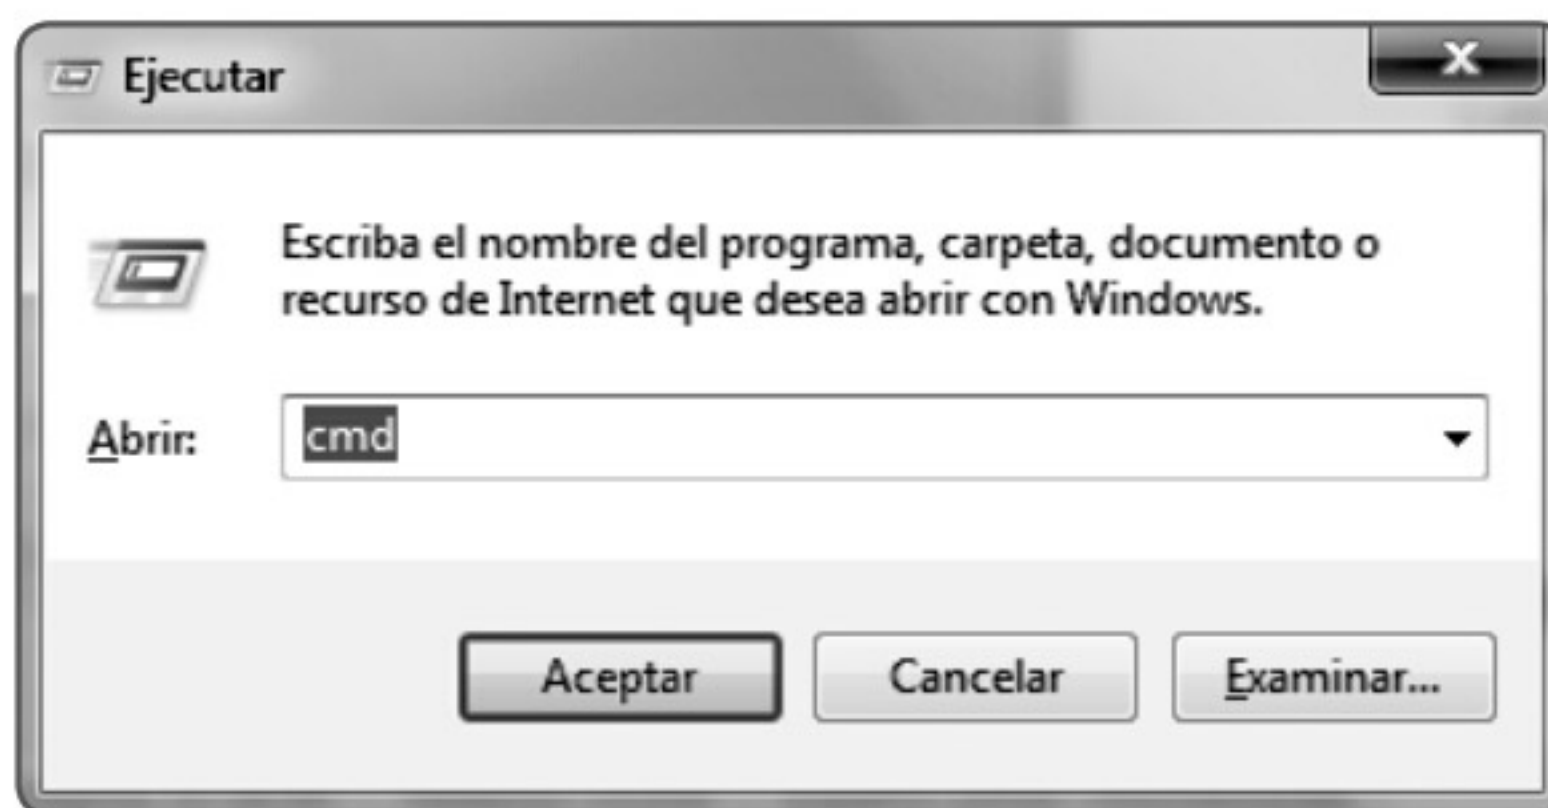 Ejecutar
Escriba el nombre del programa, carpeta, documento o
recurso de Internet que desea abrir con Windows.
Abrir: cmd
Aceptar Cancelar Examinar...